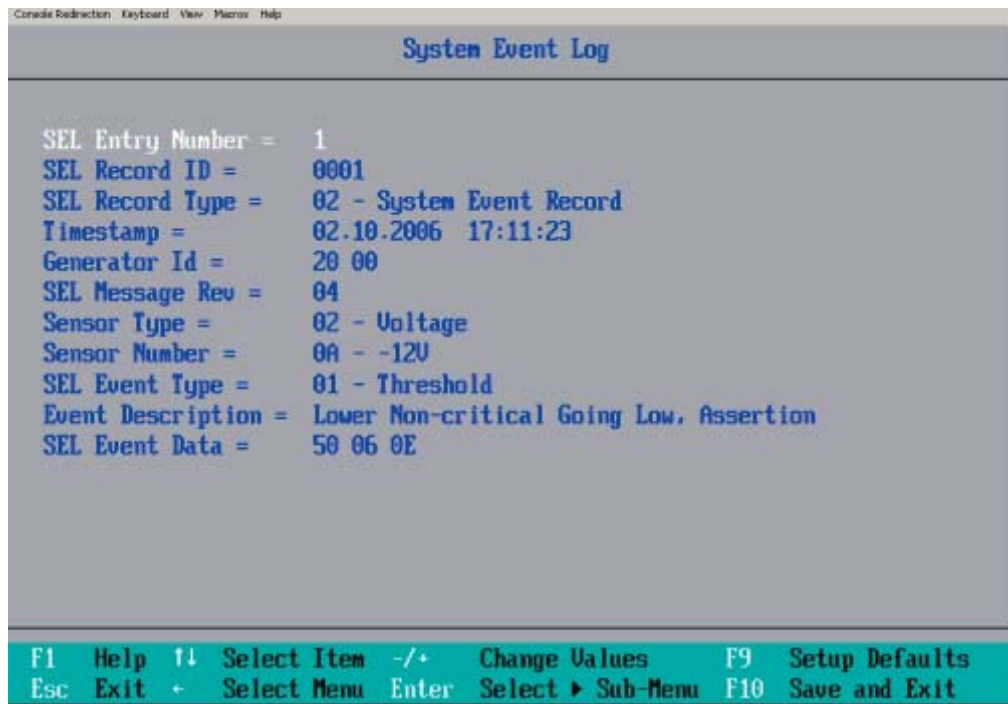 Console Redirection Keyboard View Macros Help
System Event Log
SEL Entry Number = 1
SEL Record ID = 0001
SEL Record Type = 02 - System Event Record
Timestamp = 02.10.2006 17:11:23
Generator Id = 20 00
SEL Message Rev = 04
Sensor Type = 02 - Voltage
Sensor Number = 0A - -12V
SEL Event Type = 01 - Threshold
Event Description = Lower Non-critical Going Low, Assertion
SEL Event Data = 50 06 0E
F1 Help ↑↓ Select Item -/+ Change Values F9 Setup Defaults
Esc Exit ← Select Menu Enter Select ▶ Sub-Menu F10 Save and Exit